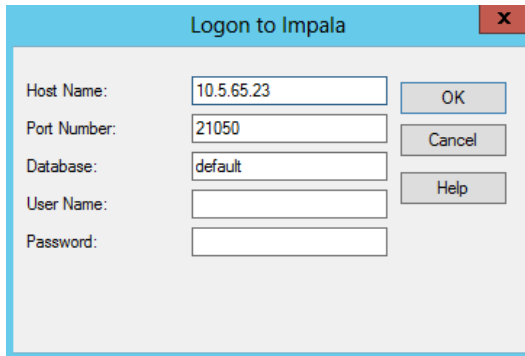 Logon to Impala
x
Host Name: 10.5.65.23 OK
Port Number: 21050
Cancel
Database: default
Help
User Name:
Password: